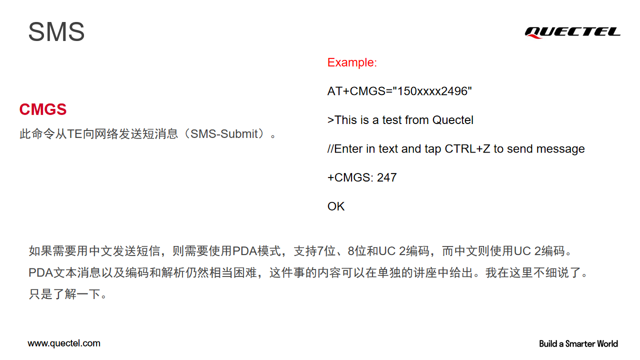 SMS
QUECTEL
Example:
CMGS
AT+CMGS="150xxxx2496"
此命令从TE向网络发送短消息（SMS-Submit）。
>This is a test from Quectel
//Enter in text and tap CTRL+Z to send message
+CMGS: 247
OK
如果需要用中文发送短信，则需要使用PDA模式，支持7位、8位和UC 2编码，而中文则使用UC 2编码。
PDA文本消息以及编码和解析仍然相当困难，这件事的内容可以在单独的讲座中给出。我在这里不细说了。
只是了解一下。
www.quectel.com
Build a Smarter World